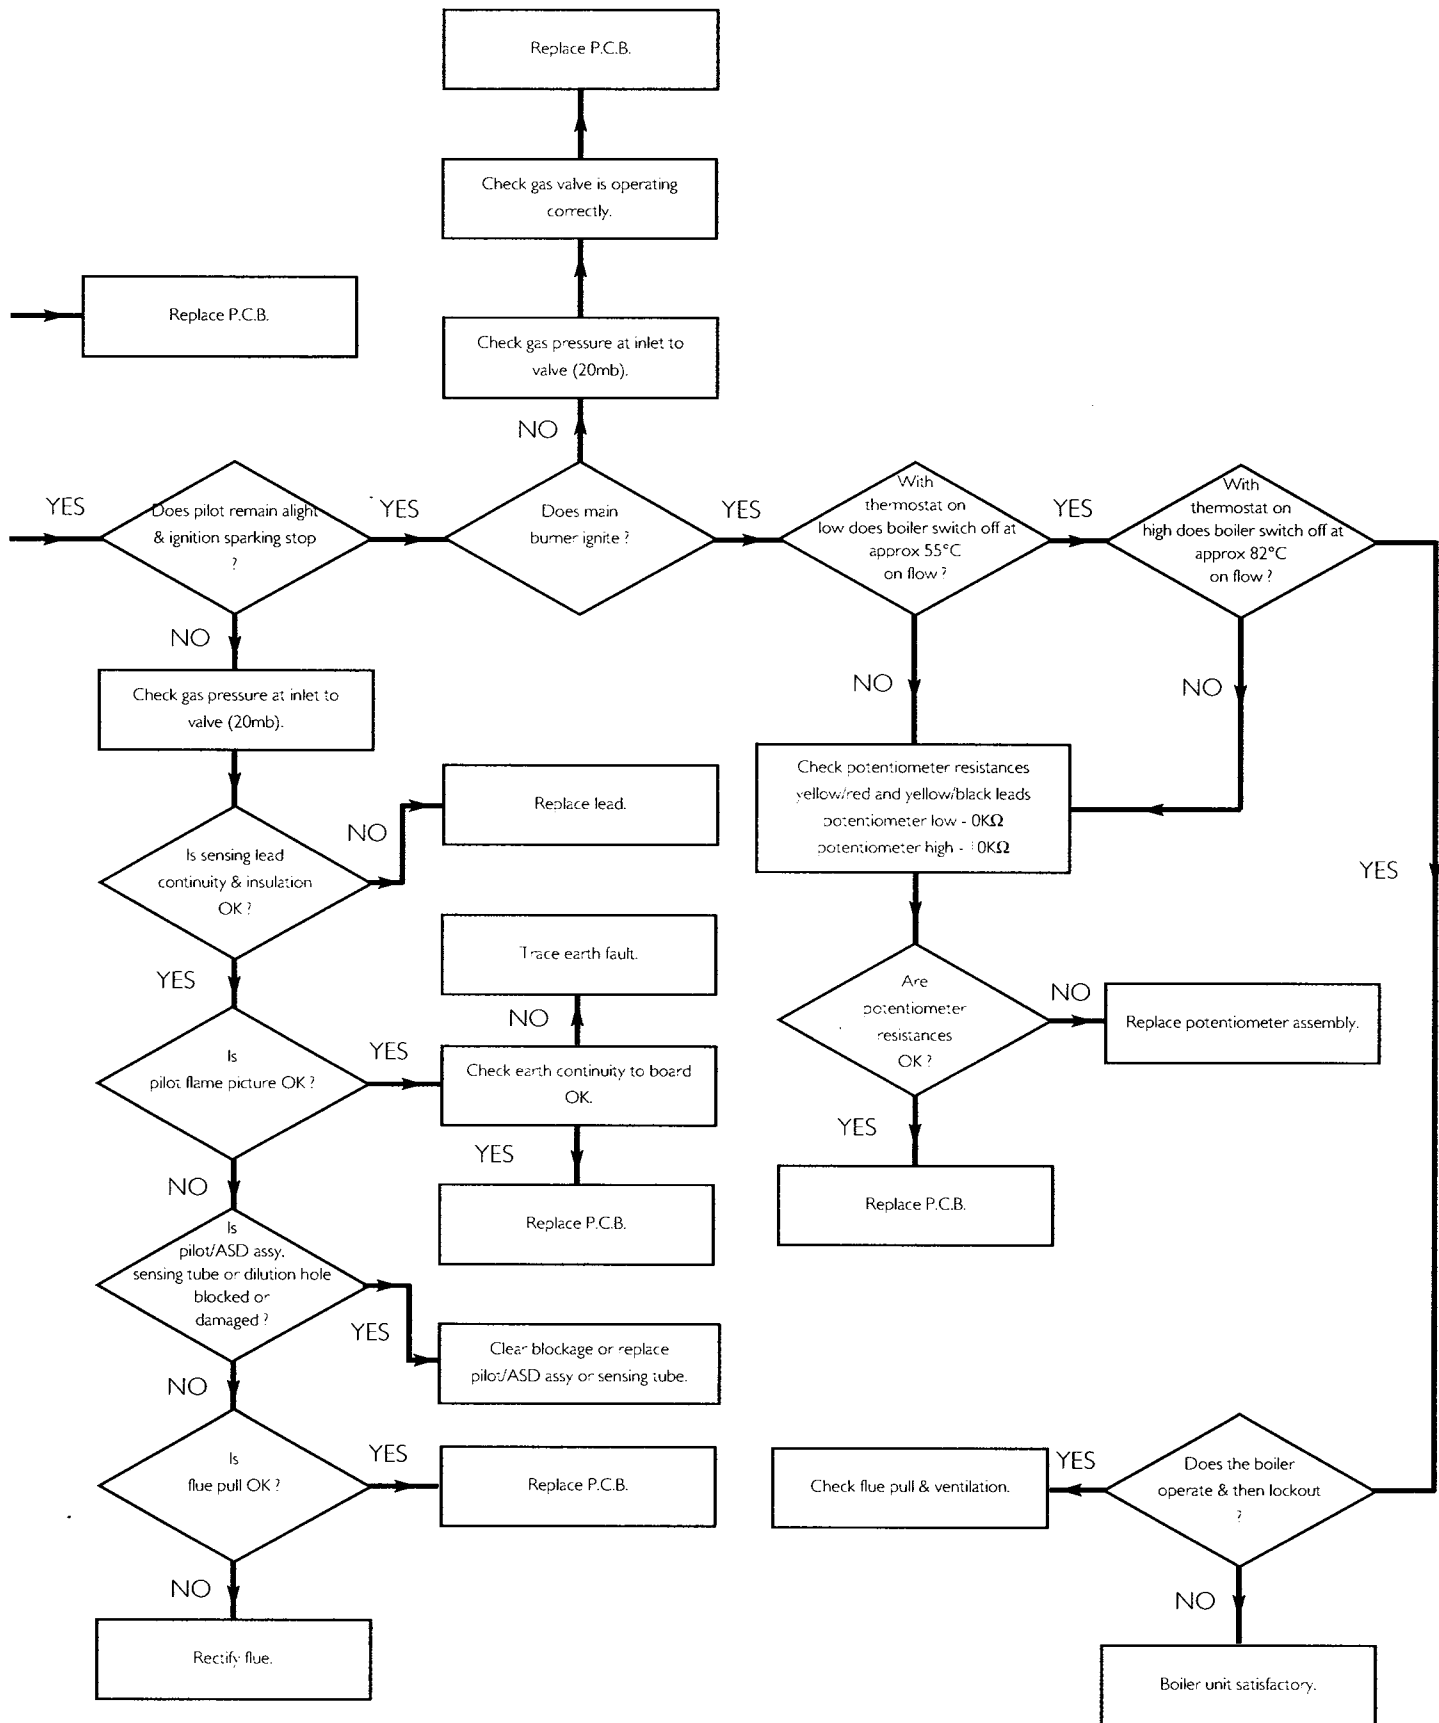 Replace P.C.B.
Check gas valve is operating
correctly.
Replace P.C.B.
Check gas pressure at inlet to
valve (20mb).
NO
YES
Does pilot remain alight
& ignition sparking stop
?
YES
Does main
burner ignite ?
YES
With
thermostat on
low does boiler switch off at
approx 55°C
on flow ?
YES
With
thermostat on
high does boiler switch off at
approx 82°C
on flow ?
NO
Check gas pressure at inlet to
valve (20mb).
NO
NO
Check potentiometer resistances
yellow/red and yellow/black leads
potentiometer low - 0KΩ
potentiometer high -
Replace lead.
NO
Is sensing lead
continuity & insulation
OK ?
YES
YES
Trace earth fault.
NO
Is
pilot flame picture OK ?
YES
Check earth continuity to board
OK.
YES
Replace P.C.B.
Are
potentiometer
resistances
OK ?
NO
Replace potentiometer assembly.
YES
Replace P.C.B.
NO
Is
pilot/ASD assy,
sensing tube or dilution hole
blocked or
damaged ?
YES
Clear blockage or replace
pilot/ASD assy or sensing tube.
NO
Is
flue pull OK ?
YES
Replace P.C.B.
NO
Rectify flue.
Does the boiler
operate & then lockout
?
YES
Check flue pull & ventilation.
NO
Boiler unit satisfactory.